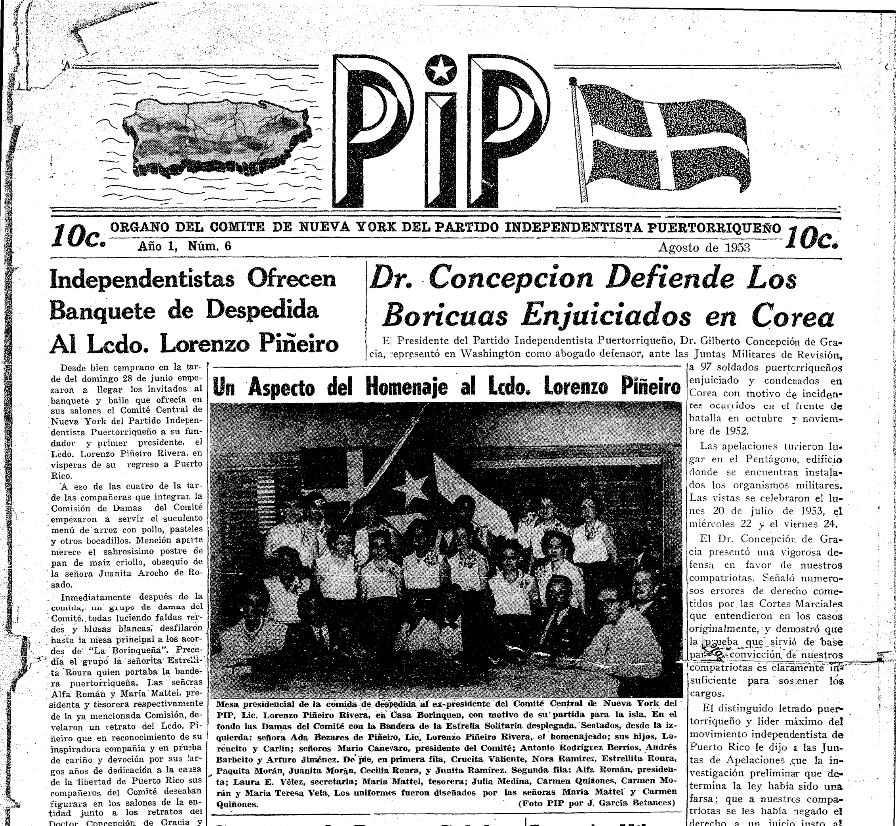 PiP
10c.
ORGANO DEL COMITE DE NUEVA YORK DEL PARTIDO INDEPENDENTISTA PUERTORRIQUEÑO
10c.
Año 1, Núm. 6
Agosto de 1953
Independentistas Ofrecen
Banquete de Despedida
Al Lcdo. Lorenzo Piñeiro
Desde bien temprano en la tar-
de del domingo 28 de junio empe-
zaron a llegar los invitados al
banquete y baile que ofrecía en
sus salones el Comité Central de
Nueva York del Partido Indepen-
dentista Puertorriqueño a su fun-
dador y primer presidente, el
Lcdo. Lorenzo Piñeiro Rivera, en
vísperas de su regreso a Puerto
Rico.
A eso de las cuatro de la tar-
de las compañeras que integran la
Comisión de Damas del Comité
empezaron a servir el suculento
menú de arroz con pollo, pasteles
y otros bocadillos. Mención aparte
merece el sabrosísimo postre de
pan de maíz criollo, obsequio de
la señora Juanita Arocho de Ro-
sado.
Inmediatamente después de la
comida, un grupo de damas del
Comité, todas luciendo faldas ver-
des y blusas blancas, desfilaron
hasta la mesa principal a los acor-
des de "La Borinqueña". Prece-
día el grupo la señorita Estrelli-
ta Roura quien portaba la bande-
ra puertorriqueña. Las señoras
Alfa Román y María Mattei, pre-
sidenta y tesorera respectivamente
de la ya mencionada Comisión, de-
velaron un retrato del Lcdo. Pi-
ñeiro que en reconocimiento de su
inspiradora compañía y en prueba
de cariño y devoción por sus lar-
gos años de dedicación a la causa
de la libertad de Puerto Rico sus
compañeros del Comité deseaban
figurara en los salones de la en-
tidad junto a los retratos del
Doctor Concepción de Gracia y
Un Aspecto del Homenaje al Lcdo. Lorenzo Piñeiro
Mesa presidencial de la comida de despedida al ex-presidente del Comité Central de Nueva York del
PIP, Lic. Lorenzo Piñeiro Rivera, en Casa Borinquen, con motivo de su partida para la isla. En el
fondo las Damas del Comité con la Bandera de la Estrella Solitaria desplegada. Sentados, desde la iz-
quierda: señora Ada Bezares de Piñeiro, Lic. Lorenzo Piñeiro Rivera, el homenajeado; sus hijos, Lo-
rencito y Carlin; señores Mario Canevaro, presidente del Comité; Antonio Rodríguez Berríos, Andrés
Barbeito y Arturo Jiménez. De pie, en primera fila, Crucita Valiente, Nora Ramírez, Estrellita Roura,
Paquita Morán, Juanita Morán, Cecilia Roura, y Junita Ramírez. Segunda fila: Alfa Román, presiden-
ta; Laura E. Vélez, secretaria; María Mattei, tesorera; Julia Medina, Carmen Quiñones, Carmen Mo-
rán y María Teresa Vela. Los uniformes fueron diseñados por las señoras María Mattei y Carmen
Quiñones. (Foto PIP por J. García Betances)
Dr. Concepcion Defiende Los
Boricuas Enjuiciados en Corea
E Presidente del Partido Independentista Puertorriqueño, Dr. Gilberto Concepción de Gra-
cia, representó en Washington como abogado defensor, ante las Juntas Militares de Revisión,
a 97 soldados puertorriqueños
enjuiciado y condenados en
Corea con motivo de inciden-
tes ocurridos en el frente de
batalla en octubre y noviem-
bre de 1952.
Las apelaciones tuvieron lu-
gar en el Pentágono, edificio
donde se encuentran instala-
dos los organismos militares.
Las vistas se celebraron el lu-
nes 20 de julio de 1953, el
miércoles 22 y el viernes 24.
El Dr. Concepción de Gra-
cia presentó una vigorosa de-
fensa en favor de nuestros
compatriotas. Señaló numero-
sos errores de derecho come-
tidos por las Cortes Marciales
que entendieron en los casos
originalmente, y demostró que
la prueba que sirvió de base
para convicción de nuestros
compatriotas es claramente in-
suficiente para sostener los
cargos.
El distinguido letrado puer-
torriqueño y líder máximo del
movimiento independentista de
Puerto Rico le dijo a las Jun-
tas de Apelaciones que la in-
vestigación preliminar que de-
termina la ley había sido una
farsa; que a nuestros compa-
triotas se les había negado el
derecho a un juicio justo al